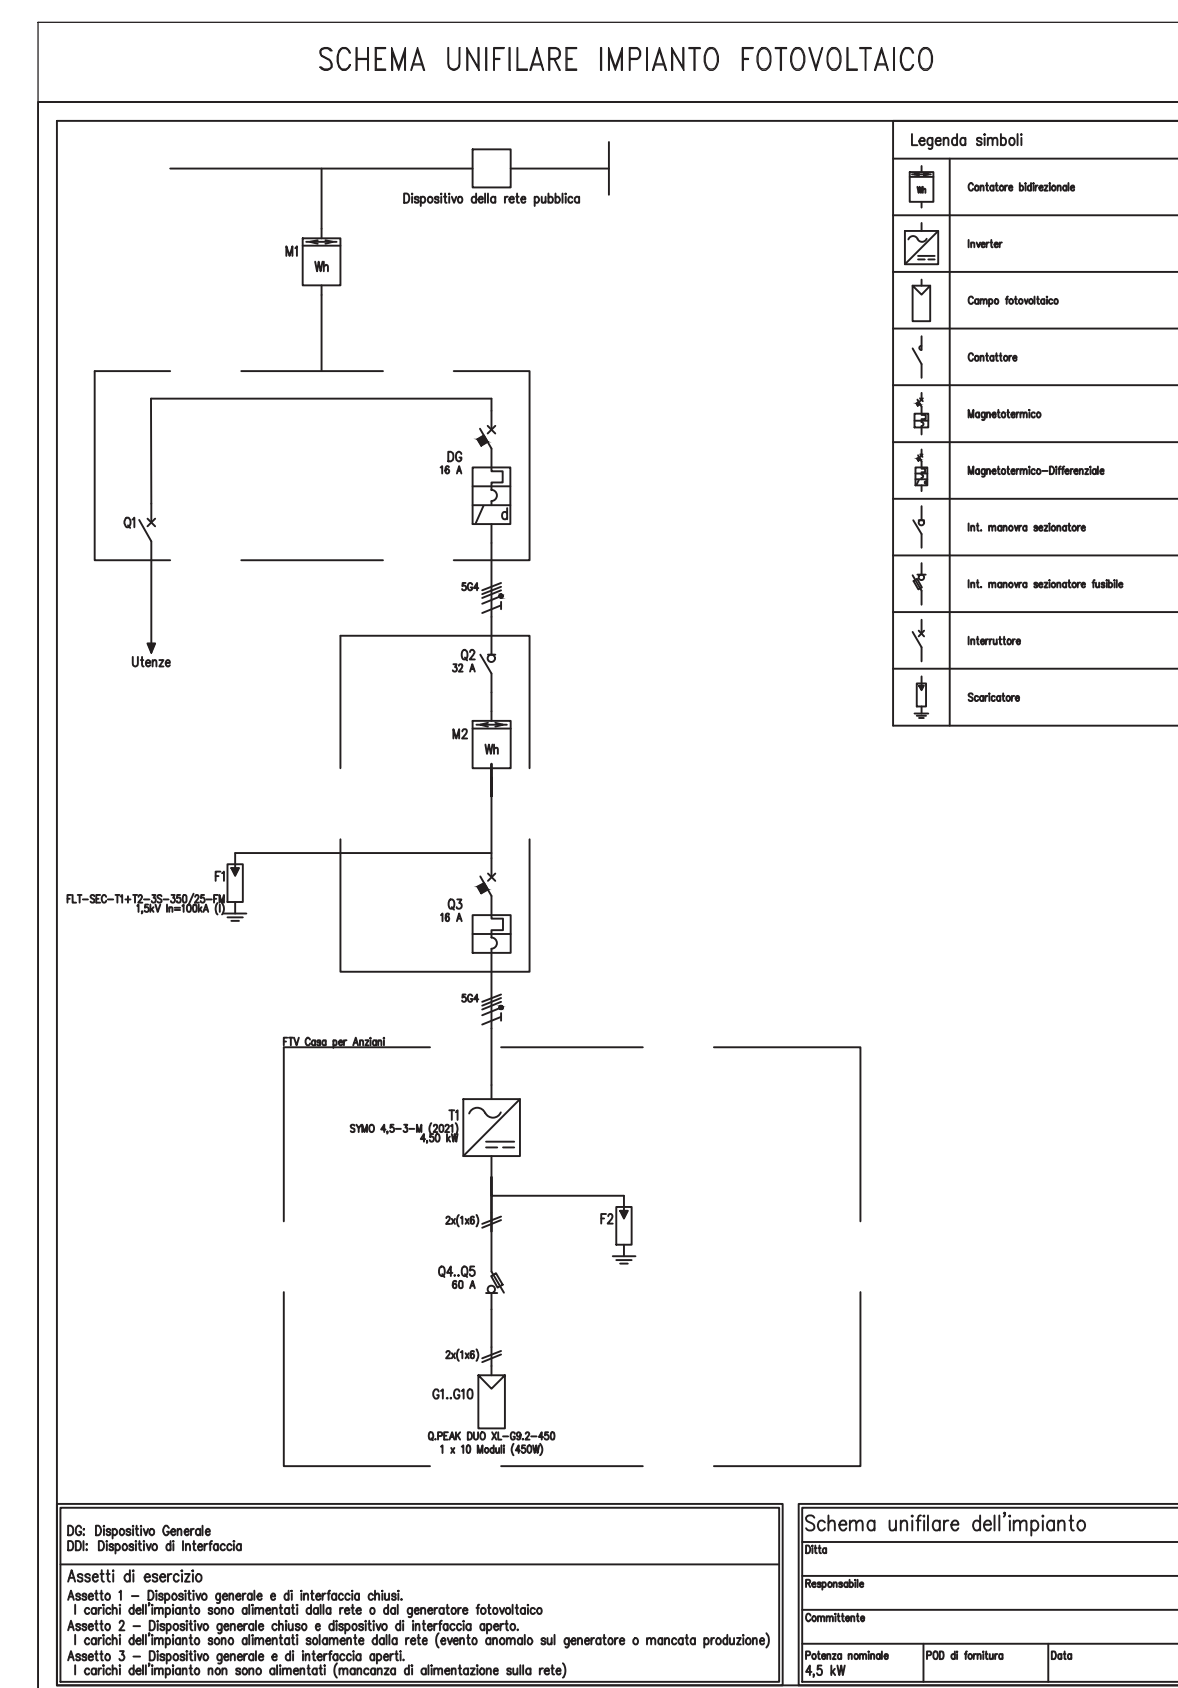 SCHEMA UNIFILARE IMPIANTO FOTOVOLTAICO
Legenda simboli
Wh
Contatore bidirezionale
Inverter
Campo fotovoltaico
Contattore
Magnetotermico
Magnetotermico-Differenziale
Int. manovra sezionatore
Int. manovra sezionatore fusibile
Interruttore
Scaricatore
Dispositivo della rete pubblica
M1
Wh
DG
16 A
d
Q1
5G4
Utenze
Q2
32 A
M2
Wh
F1
FLT-SEC-T1+T2-3S-350/25-FM
1,5kV In=100kA (I)
Q3
16 A
5G4
FTV Casa per Anziani
T1
SYMO 4,5-3-M (2021)
4,50 kW
2x(1x6)
F2
Q4..Q5
60 A
2x(1x6)
G1..G10
Q.PEAK DUO XL-G9.2-450
1 x 10 Moduli (450W)
DG: Dispositivo Generale
DDI: Dispositivo di Interfaccia
Assetti di esercizio
Assetto 1 - Dispositivo generale e di interfaccia chiusi.
I carichi dell'impianto sono alimentati dalla rete o dal generatore fotovoltaico
Assetto 2 - Dispositivo generale chiuso e dispositivo di interfaccia aperto.
I carichi dell'impianto sono alimentati solamente dalla rete (evento anomalo sul generatore o mancata produzione)
Assetto 3 - Dispositivo generale e di interfaccia aperti.
I carichi dell'impianto non sono alimentati (mancanza di alimentazione sulla rete)
Schema unifilare dell'impianto
Ditta
Responsabile
Committente
Potenza nominale
4,5 kW
POD di fornitura
Data